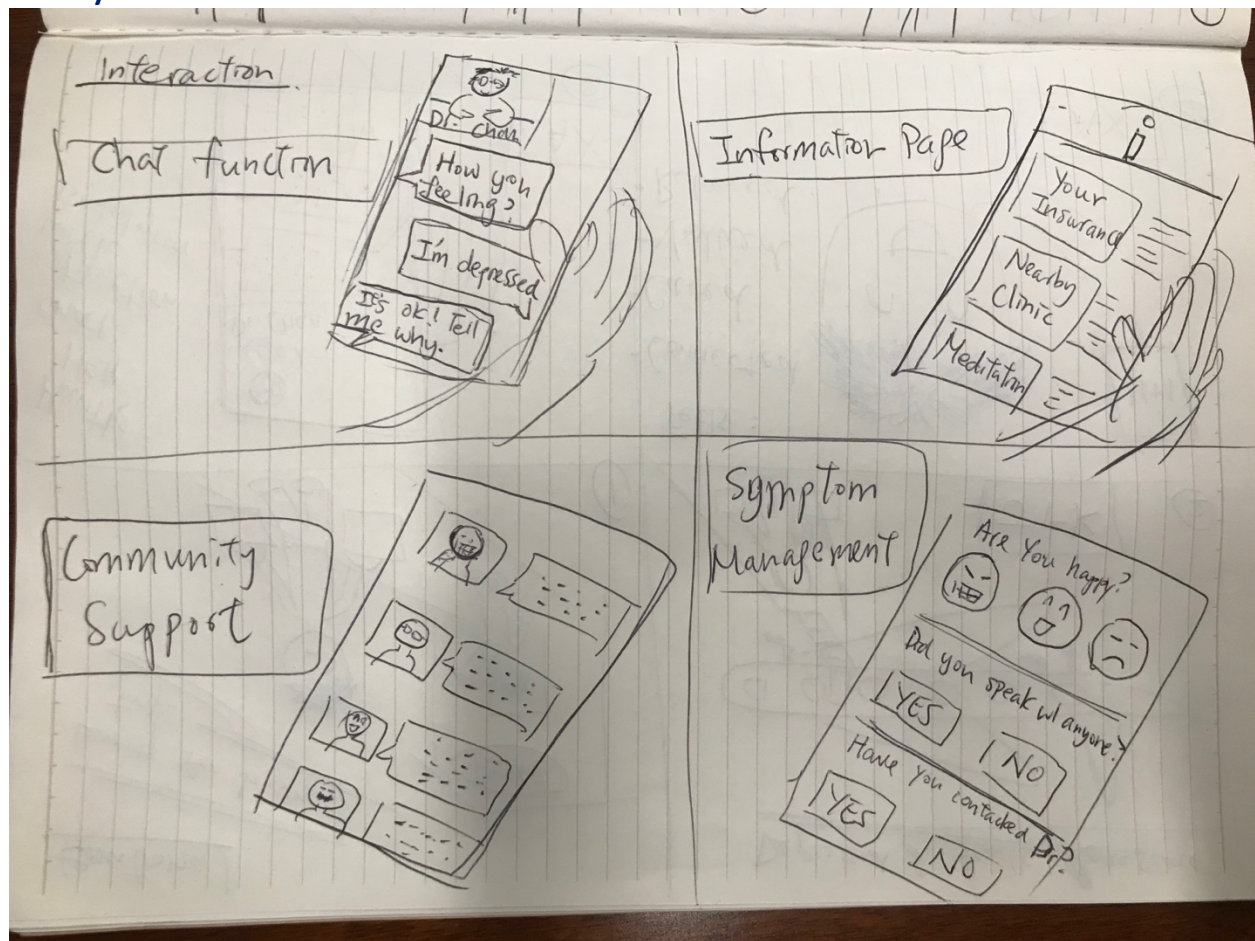 Interaction
Chat function
Dr. Chan
How you
feeling?
I'm depressed
It's ok! Tell
me why.
Information Page
i
Your
Insurance
Nearby
Clinic
Meditation
Community
Support
Symptom
Management
Are You happy?
Did you speak w/ anyone?
YES
NO
Have you contacted Dr?
YES
NO